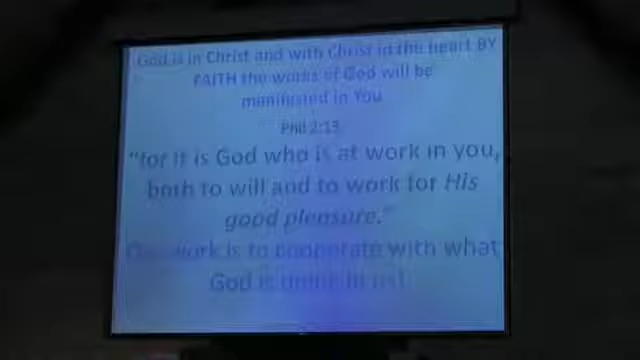 God is in Christ and with Christ in the heart BY
FAITH the works of God will be
manifested in You
Phil 2:13
"for it is God who is at work in you,
both to will and to work for His
good pleasure."
Our work is to cooperate with what
God is doing in us!